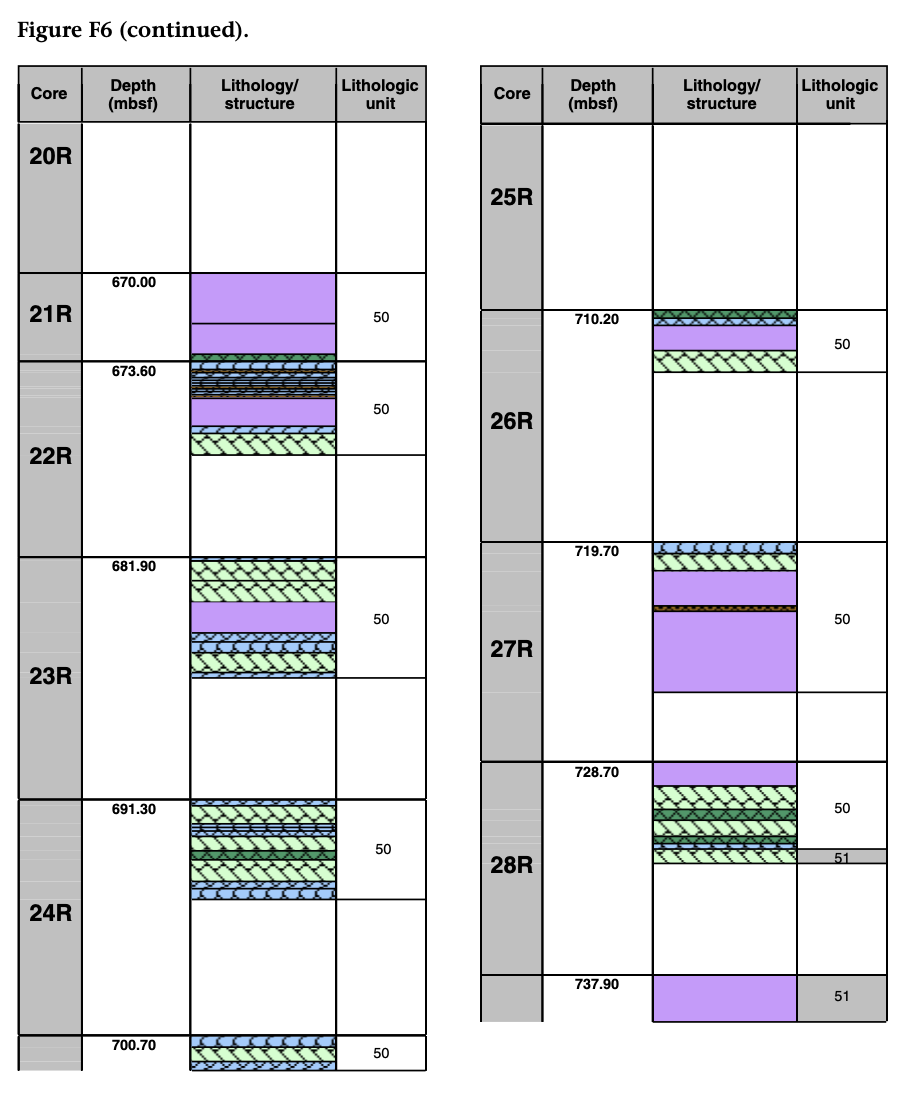 Figure F6 (continued).
Core
Depth
(mbsf)
Lithology/
structure
Lithologic
unit
20R
670.00
21R
50
673.60
50
22R
681.90
50
23R
691.30
50
24R
700.70
50
Core
Depth
(mbsf)
Lithology/
structure
Lithologic
unit
25R
710.20
50
26R
719.70
50
27R
728.70
50
51
28R
737.90
51